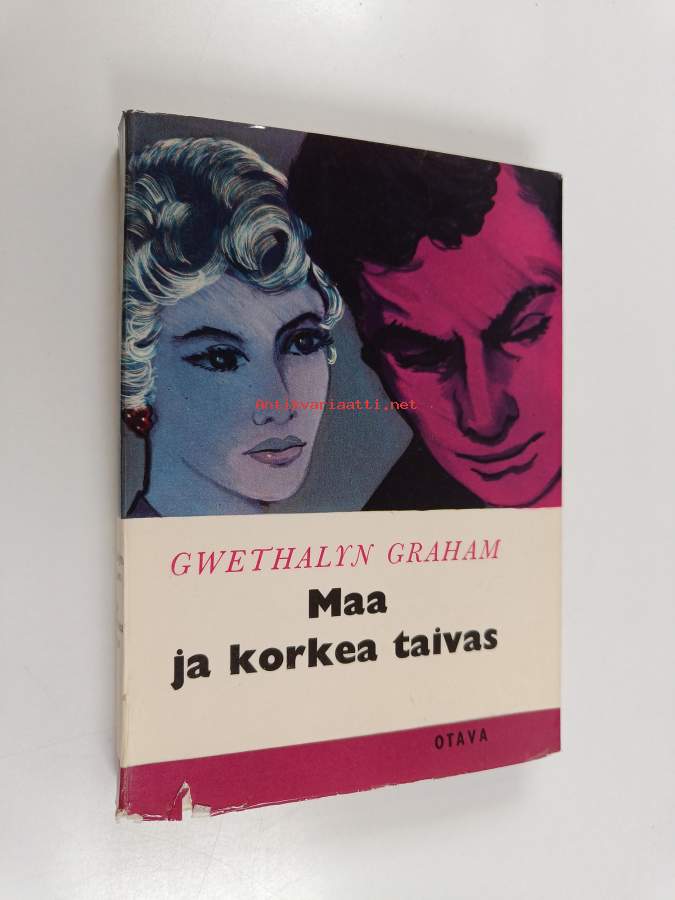 Antikvariaatti.net
GWETHALYN GRAHAM
Maa
ja korkea taivas
OTAVA